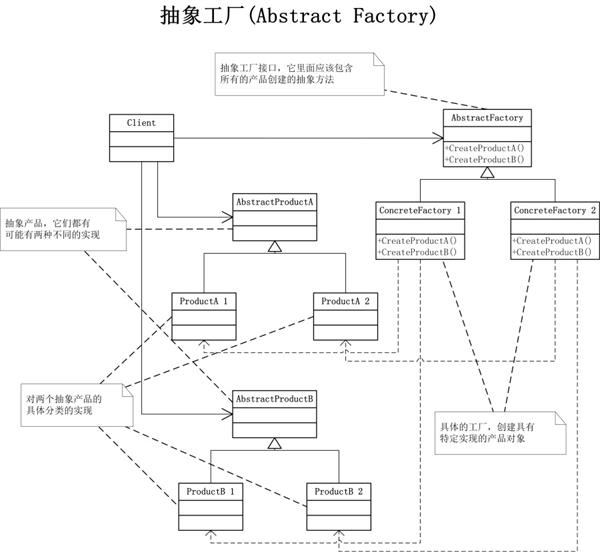 抽象工厂(Abstract Factory)
抽象工厂接口，它里面应该包含
所有的产品创建的抽象方法
Client
AbstractFactory
+CreateProductA()
+CreateProductB()
AbstractProductA
ConcreteFactory 1
+CreateProductA()
+CreateProductB()
ConcreteFactory 2
+CreateProductA()
+CreateProductB()
抽象产品，它们都有
可能有两种不同的实现
ProductA 1
ProductA 2
对两个抽象产品的
具体分类的实现
AbstractProductB
具体的工厂，创建具有
特定实现的产品对象
ProductB 1
ProductB 2